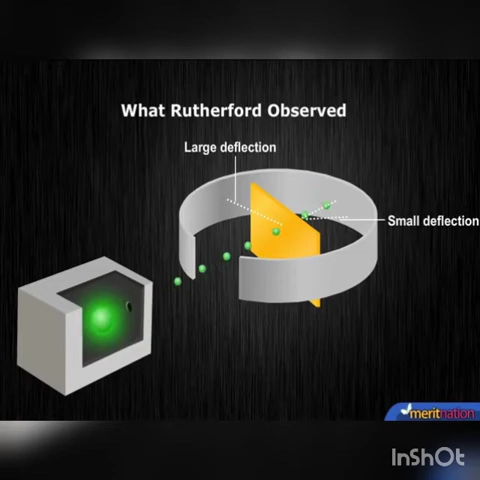 What Rutherford Observed
Large deflection
Small deflection
meritnation
InShOt